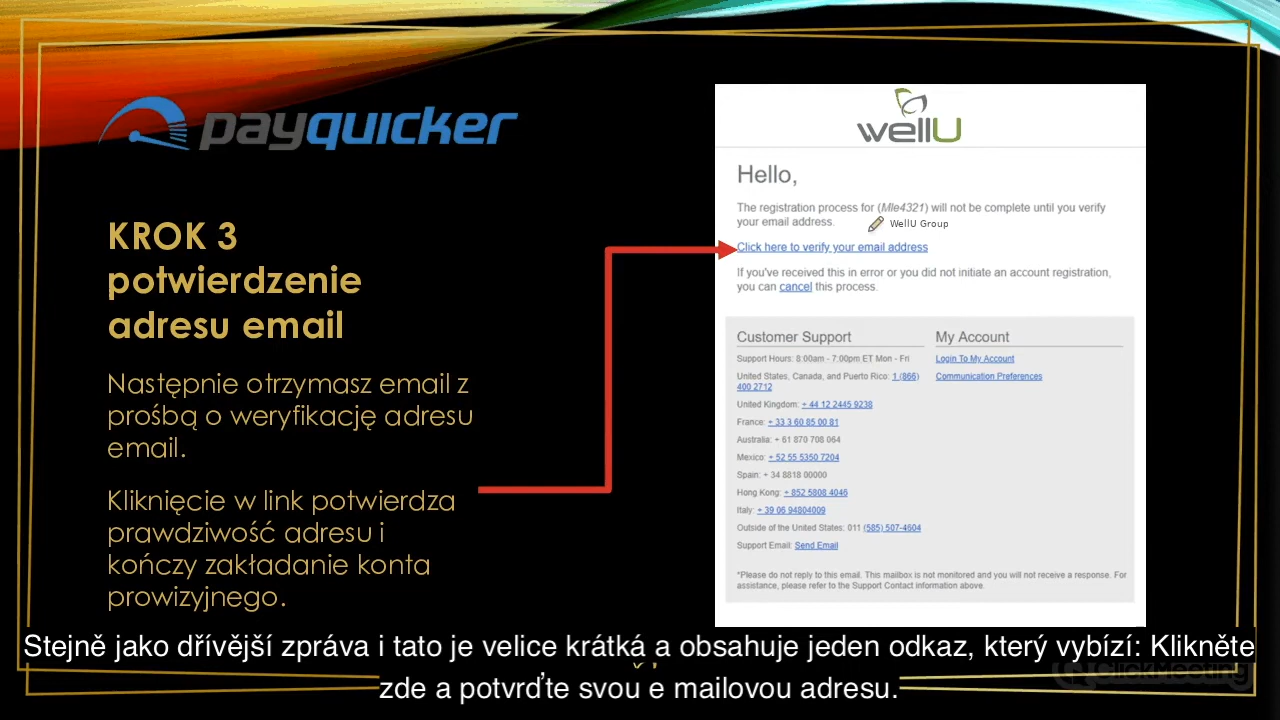 payquicker
KROK 3
potwierdzenie
adresu email
Następnie otrzymasz email z
prośbą o weryfikację adresu
email.
Kliknięcie w link potwierdza
prawdziwość adresu i
kończy zakładanie konta
prowizyjnego.
wellU
Hello,
The registration process for (Mle4321) will not be complete until you verify
your email address.
WellU Group
Click here to verify your email address
If you've received this in error or you did not initiate an account registration,
you can cancel this process.
Customer Support
Support Hours: 8:00am - 7:00pm ET Mon - Fri
United States, Canada, and Puerto Rico: 1 (866)
400 2712
United Kingdom: + 44 12 2445 9238
France: + 33 3 60 85 00 81
Australia: + 61 870 708 064
Mexico: + 52 55 5350 7204
Spain: + 34 8818 00000
Hong Kong: + 852 5808 4046
Italy: + 39 06 94804009
Outside of the United States: 011 (585) 507-4604
Support Email: Send Email
My Account
Login To My Account
Communication Preferences
*Please do not reply to this email. This mailbox is not monitored and you will not receive a response. For
assistance, please refer to the Support Contact information above.
Stejně jako dřívější zpráva i tato je velice krátká a obsahuje jeden odkaz, který vybízí: Klikněte
zde a potvrďte svou e mailovou adresu.
ClickMeeting